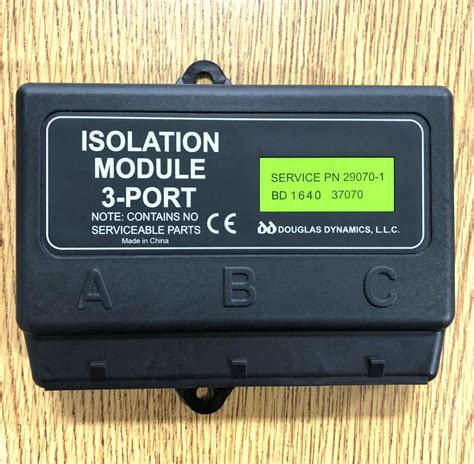 ISOLATION
MODULE
3-PORT
NOTE: CONTAINS NO
SERVICEABLE PARTS
Made in China
CE
SERVICE PN 29070-1
BD 1640 37070
DOUGLAS DYNAMICS, L.L.C.
A B C